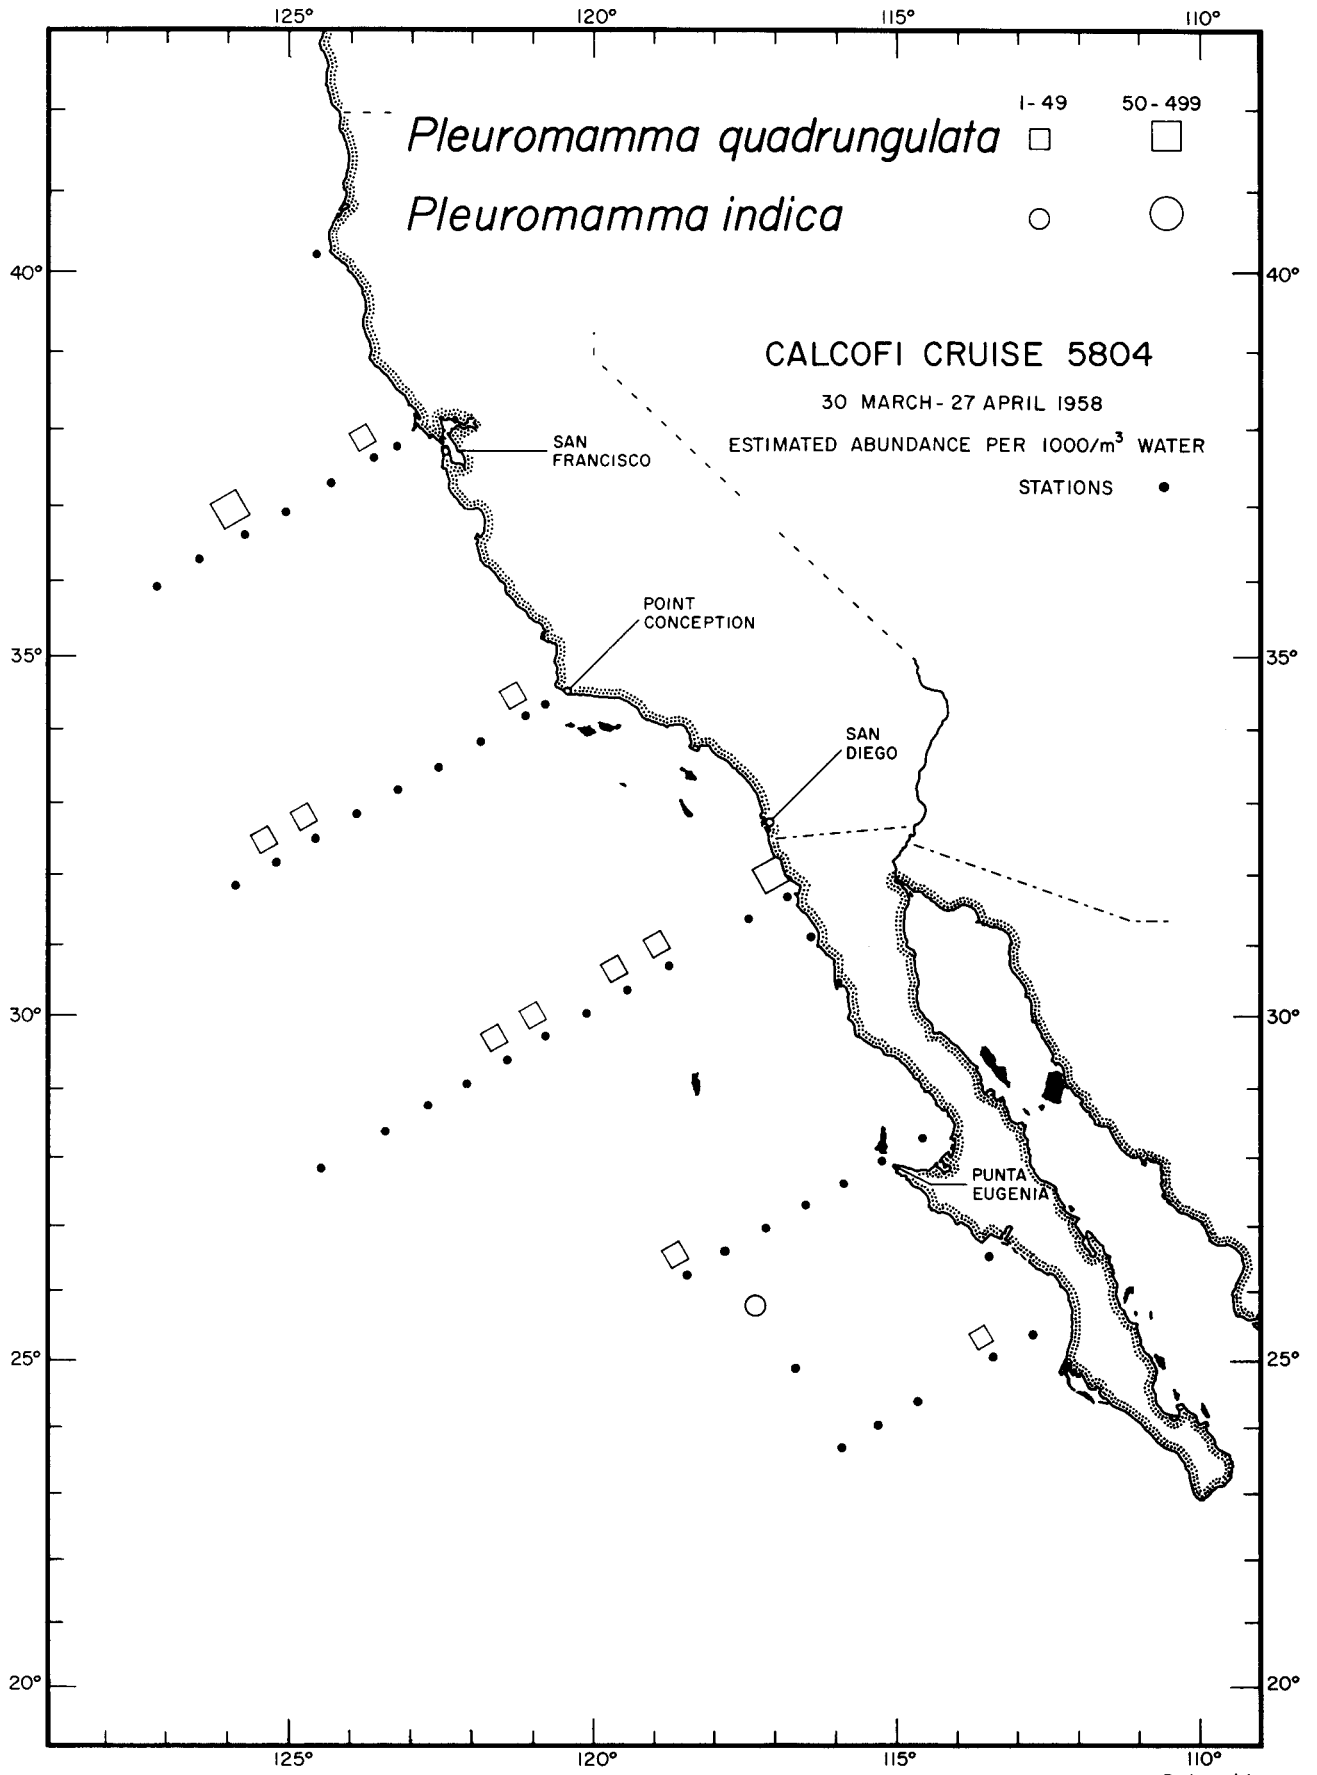 125° 120° 115° 110°
1-49 50-499
Pleuromamma quadrungulata
Pleuromamma indica
40° 40°
CALCOFI CRUISE 5804
30 MARCH-27 APRIL 1958
ESTIMATED ABUNDANCE PER 1000/m³ WATER
STATIONS
SAN
FRANCISCO
POINT
CONCEPTION
35° 35°
SAN
DIEGO
30° 30°
PUNTA
EUGENIA
25° 25°
20° 20°
125° 120° 115° 110°